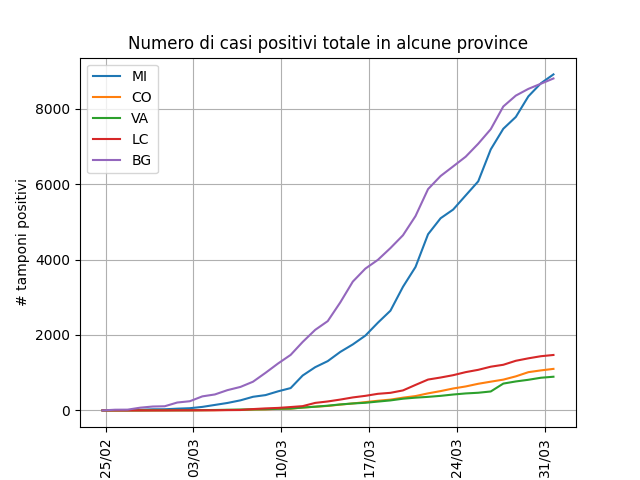 Numero di casi positivi totale in alcune province
MI
CO
VA
LC
BG
# tamponi positivi
8000
6000
4000
2000
0
25/02
03/03
10/03
17/03
24/03
31/03